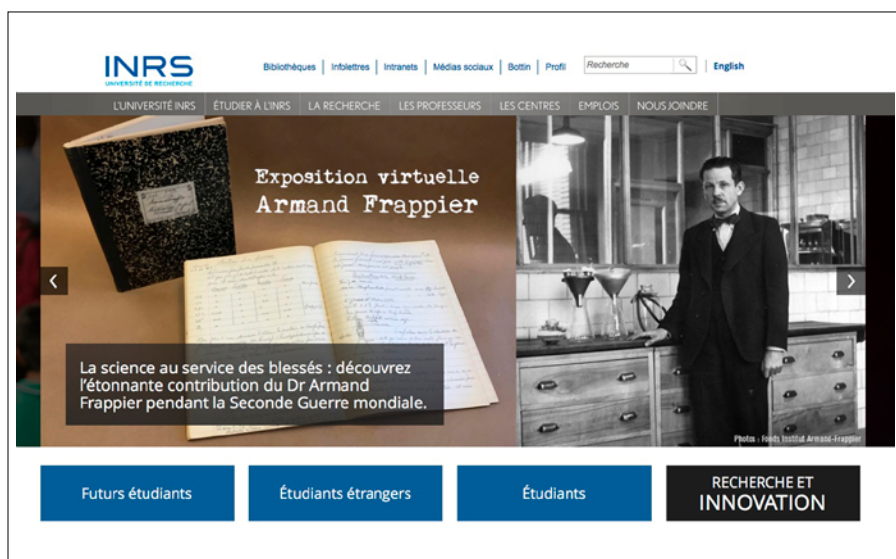 INRS
UNIVERSITÉ DE RECHERCHE
Bibliothèques | Infolettres | Intranets | Médias sociaux | Bottin | Profil
Recherche
English
L'UNIVERSITÉ INRS
ÉTUDIER À L'INRS
LA RECHERCHE
LES PROFESSEURS
LES CENTRES
EMPLOIS
NOUS JOINDRE
Exposition virtuelle
Armand Frappier
La science au service des blessés : découvrez
l'étonnante contribution du Dr Armand
Frappier pendant la Seconde Guerre mondiale.
Photos : Fonds Institut Armand-Frappier
Futurs étudiants
Étudiants étrangers
Étudiants
RECHERCHE ET
INNOVATION